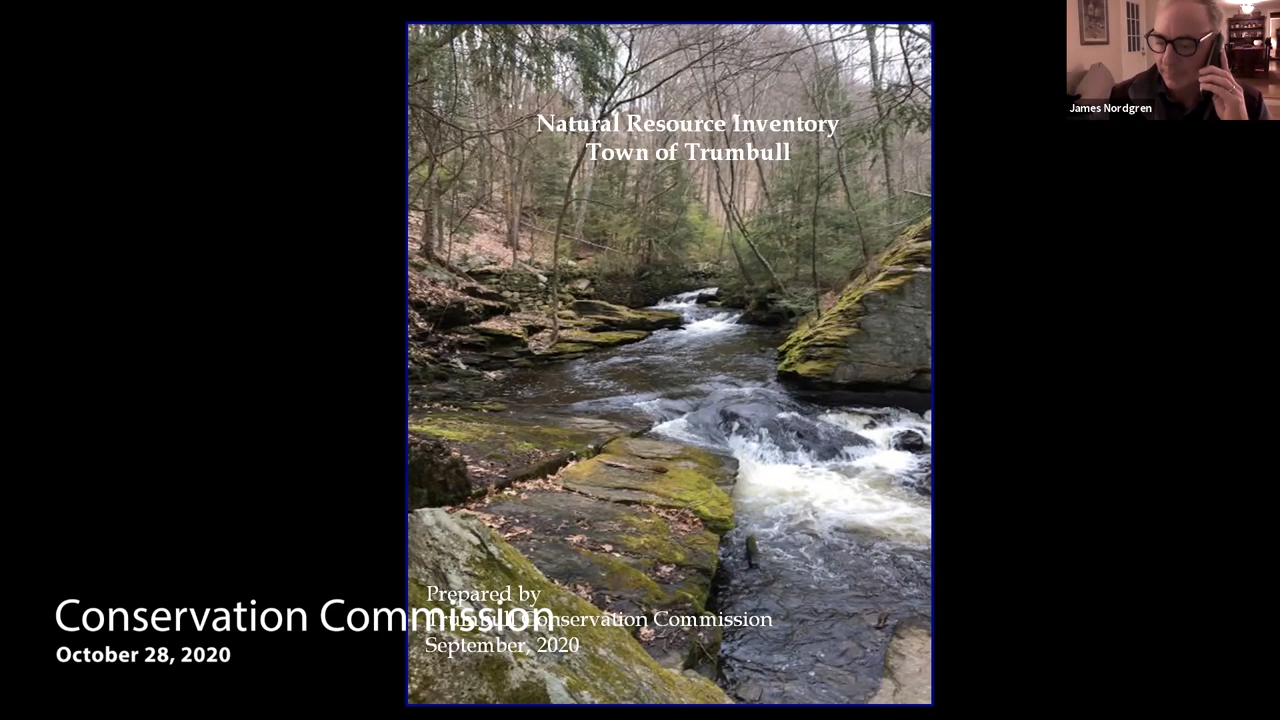 James Nordgren
Natural Resource Inventory
Town of Trumbull
Prepared by
Trumbull Conservation Commission
September, 2020
Conservation Commission
October 28, 2020